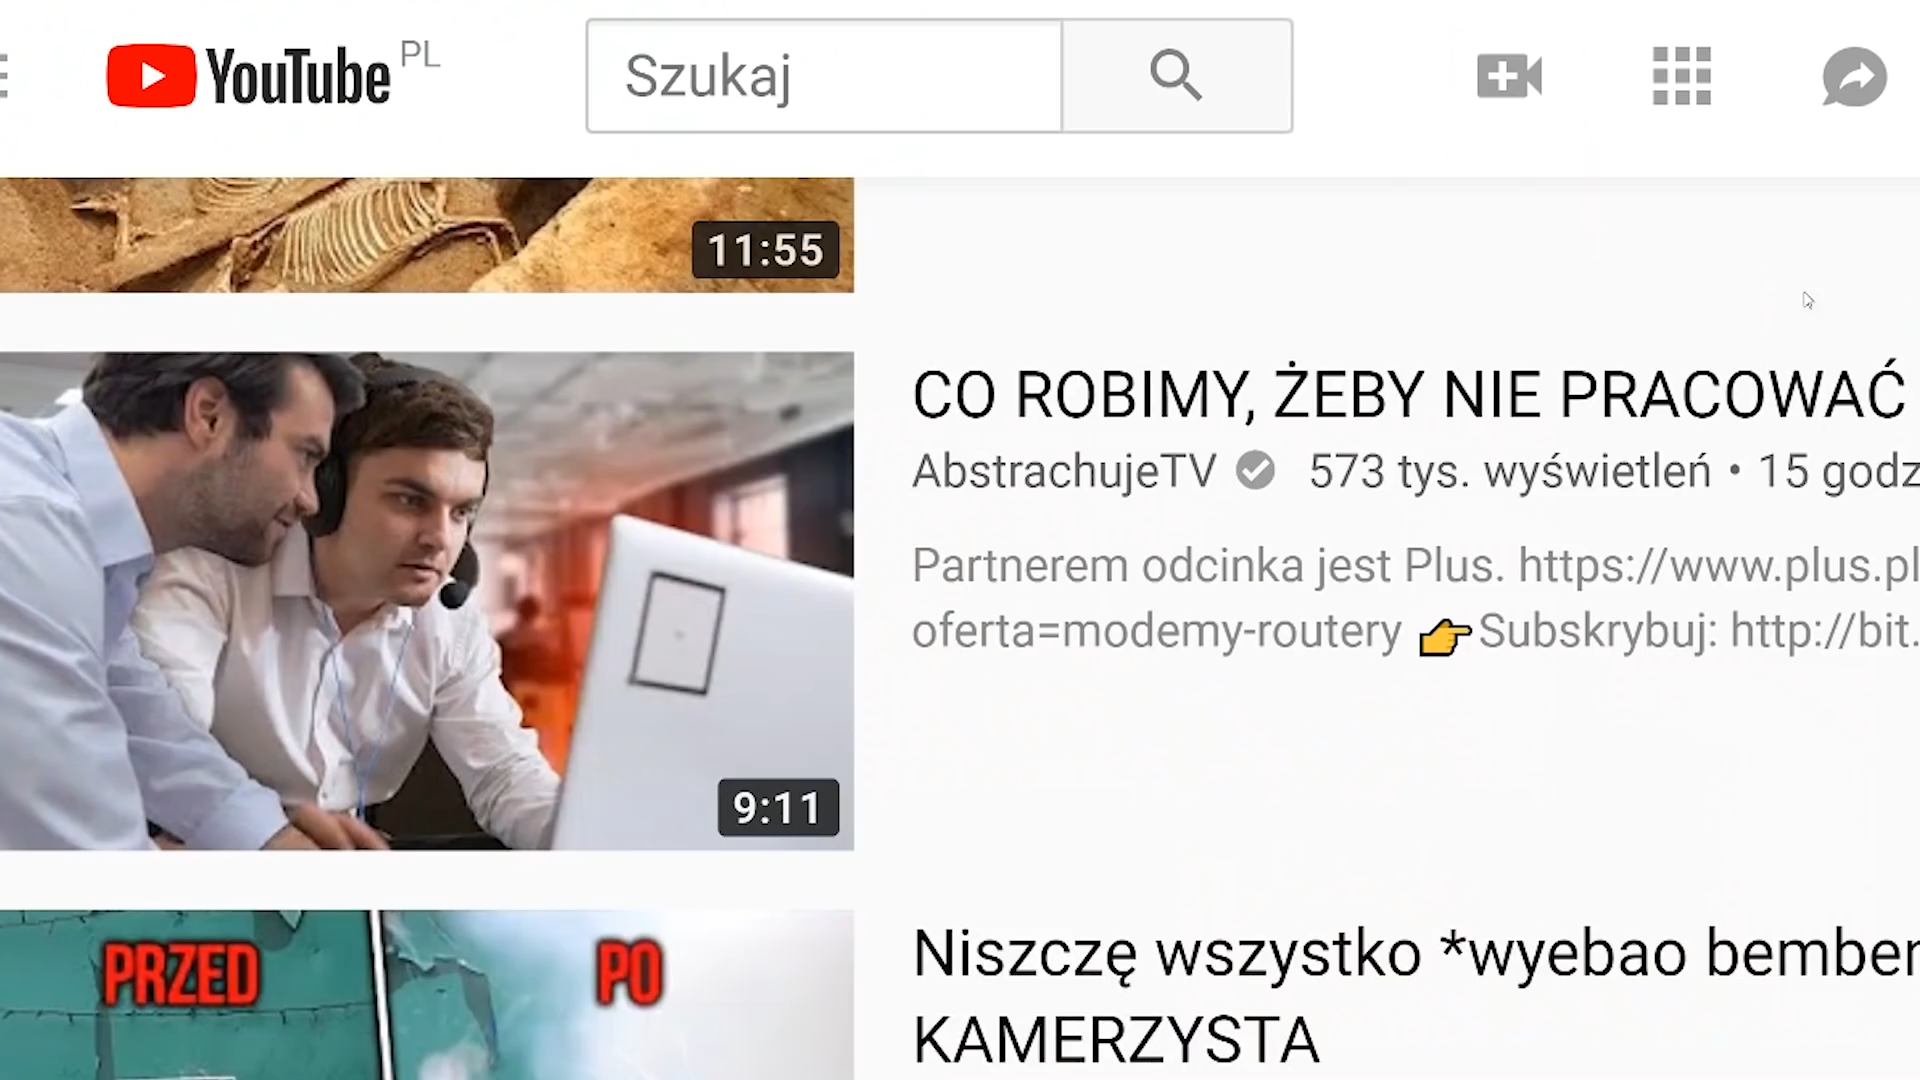 YouTube PL
Szukaj
11:55
CO ROBIMY, ŻEBY NIE PRACOWAĆ
AbstrachujeTV 573 tys. wyświetleń • 15 godz
Partnerem odcinka jest Plus. https://www.plus.pl
oferta=modemy-routery 👉Subskrybuj: http://bit.
9:11
PRZED
PO
Niszczę wszystko *wyebao bember
KAMERZYSTA